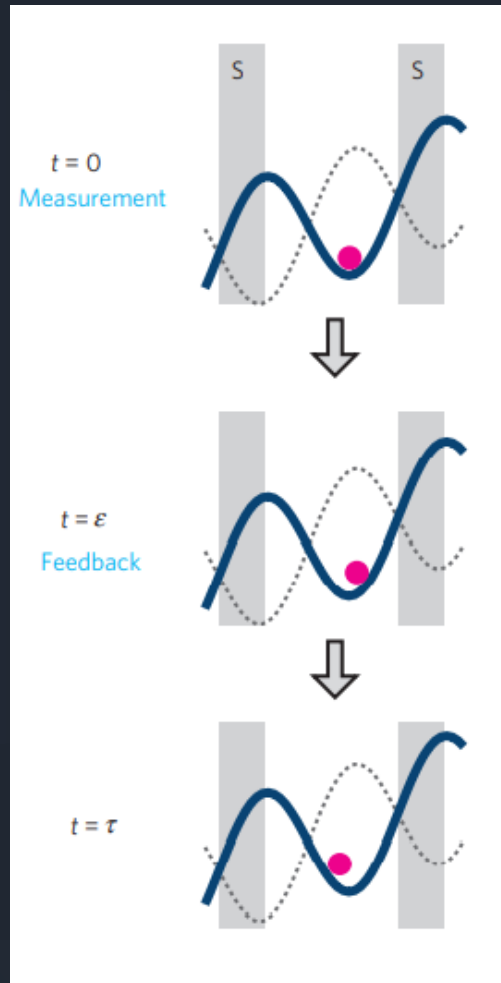 S S
t = 0
Measurement
t = ε
Feedback
t = τ